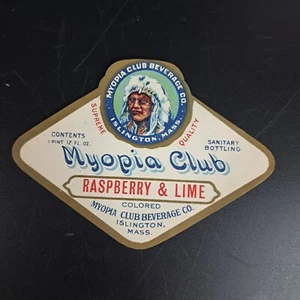 MYOPIA CLUB BEVERAGE CO.
ISLINGTON, MASS.
SUPREME
QUALITY
CONTENTS
1 PINT 12 FL. OZ.
SANITARY
BOTTLING
Myopia Club
RASPBERRY & LIME
COLORED
MYOPIA CLUB BEVERAGE CO.
ISLINGTON,
MASS.